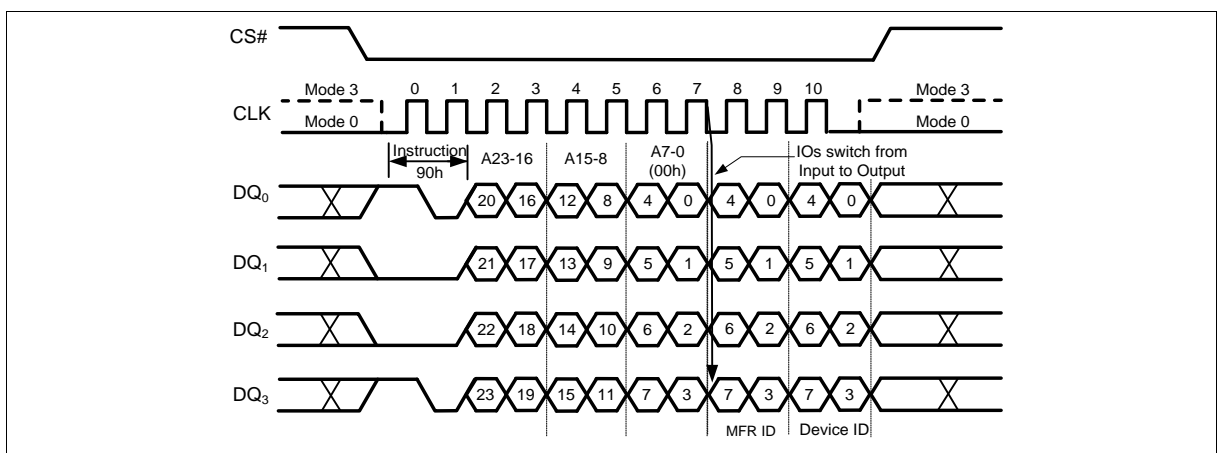 CS#
Mode 3 0 1 2 3 4 5 6 7 8 9 10 Mode 3
CLK
Mode 0 Mode 0
Instruction
90h
A23-16 A15-8 A7-0
(00h)
IOs switch from
Input to Output
DQ0 20 16 12 8 4 0 4 0 4 0
DQ1 21 17 13 9 5 1 5 1 5 1
DQ2 22 18 14 10 6 2 6 2 6 2
DQ3 23 19 15 11 7 3 7 3 7 3
MFR ID Device ID